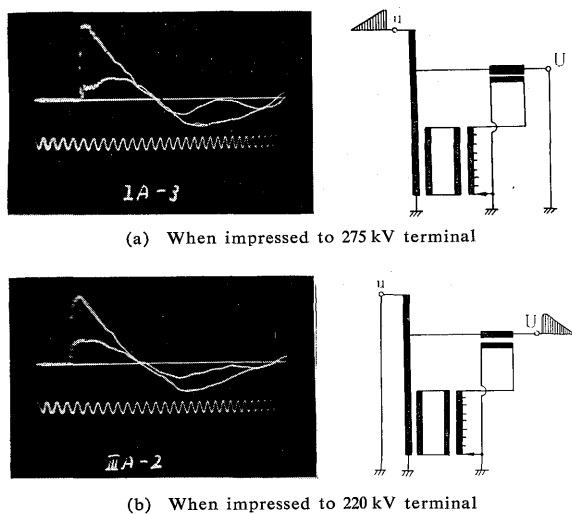 u
U
1A-3
(a) When impressed to 275 kV terminal
u
U
ⅢA-2
(b) When impressed to 220 kV terminal